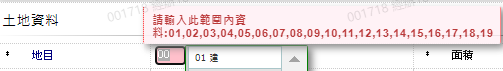 土地資料
請輸入此範圍內資
料:01,02,03,04,05,06,07,08,09,10,11,12,13,14,15,16,17,18,19
* 地目 00 01 建 * 面積